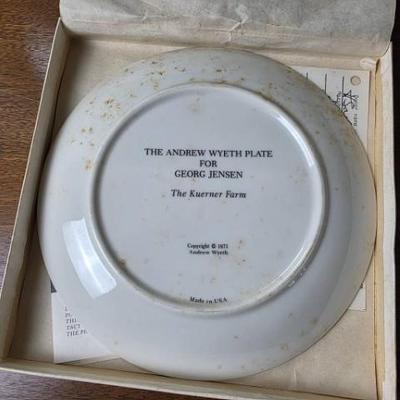 THE ANDREW WYETH PLATE
FOR
GEORG JENSEN
The Kuerner Farm
Copyright © 1971
Andrew Wyeth
Made in USA